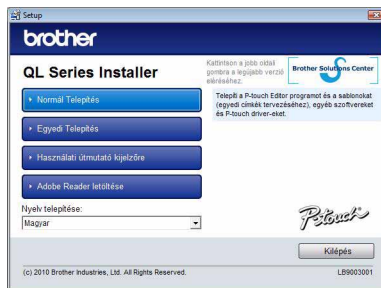 Setup
brother
QL Series Installer
Kattintson a jobb oldali
gombra a legújabb verzió
eléréséhez.
Brother Solutions Center
Normál Telepítés
Egyedi Telepítés
Használati útmutató kijelzőre
Adobe Reader letöltése
Telepíti a P-touch Editor programot és a sablonokat
(egyedi címkék tervezéséhez), egyéb szoftvereket
és P-touch driver-eket.
Nyelv telepítése:
Magyar
P-touch
Kilépés
(c) 2010 Brother Industries, Ltd. All Rights Reserved.
LB9003001